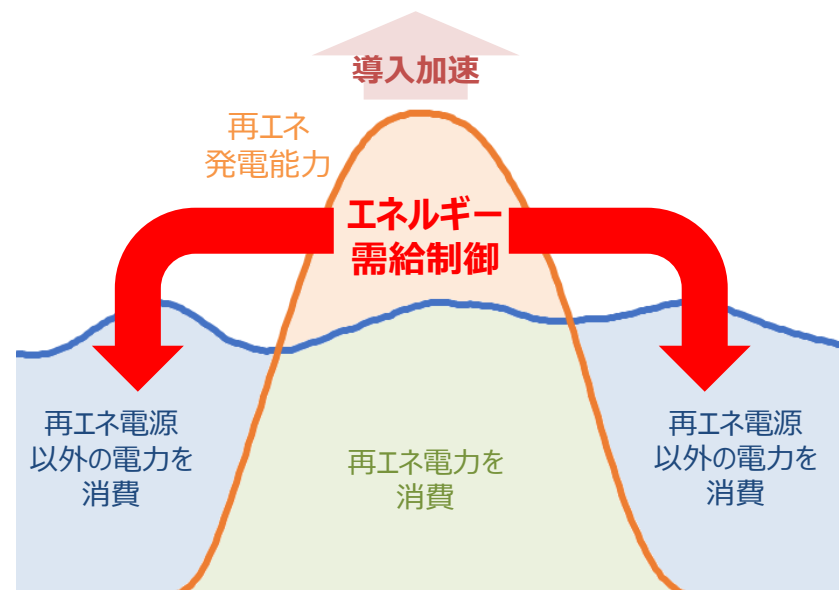 導入加速
再エネ
発電能力
エネルギー
需給制御
再エネ電源
以外の電力を
消費
再エネ電力を
消費
再エネ電源
以外の電力を
消費